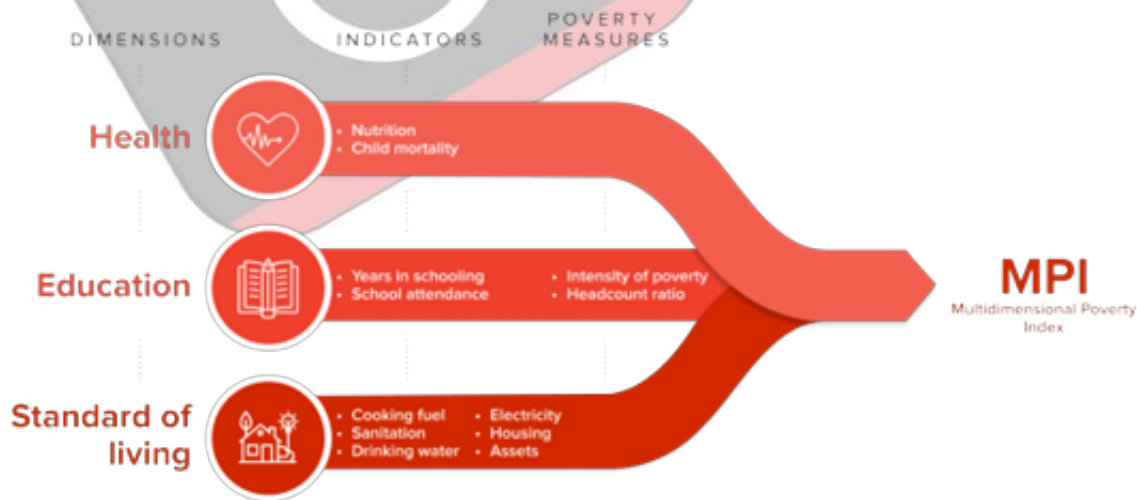 DIMENSIONS
INDICATORS
POVERTY
MEASURES
Health
• Nutrition
• Child mortality
Education
• Years in schooling
• School attendance
• Intensity of poverty
• Headcount ratio
MPI
Multidimensional Poverty
Index
Standard of
living
• Cooking fuel
• Sanitation
• Drinking water
• Electricity
• Housing
• Assets